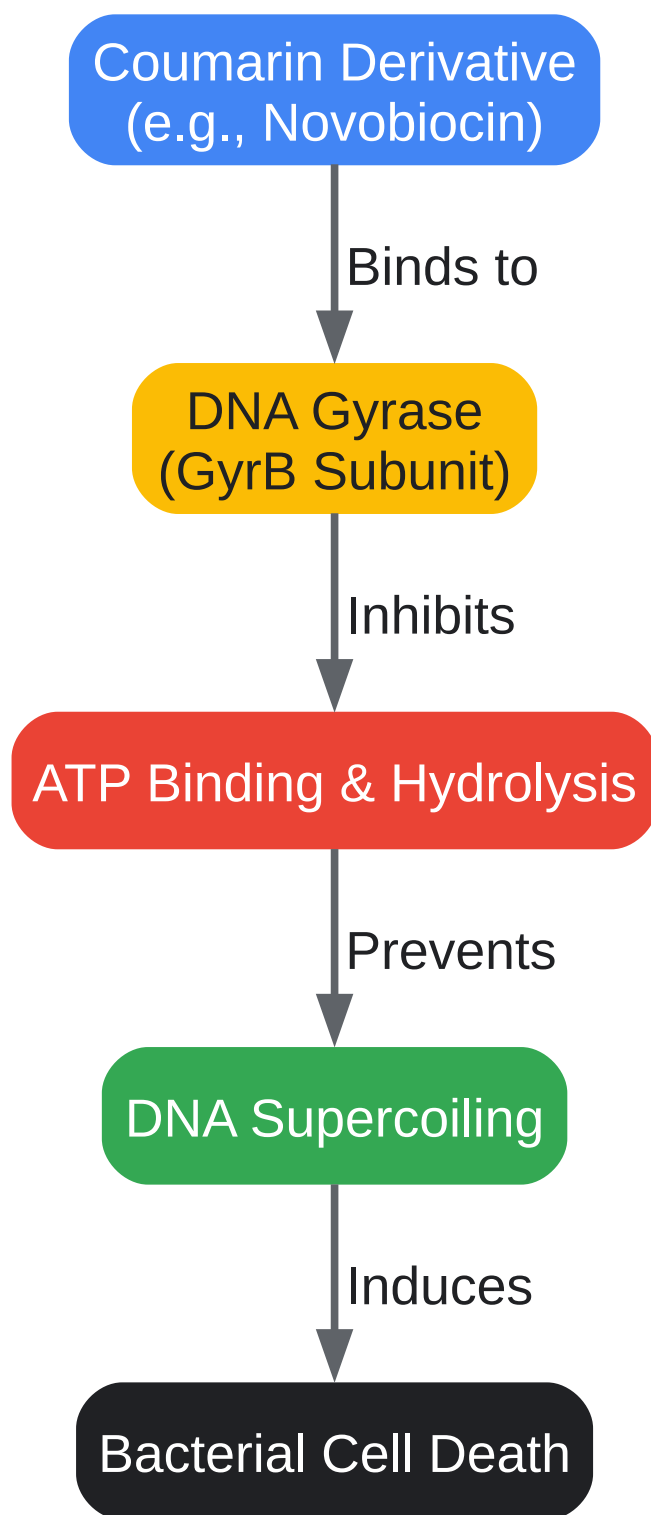 Coumarin Derivative
(e.g., Novobiocin)
Binds to
DNA Gyrase
(GyrB Subunit)
Inhibits
ATP Binding & Hydrolysis
Prevents
DNA Supercoiling
Induces
Bacterial Cell Death